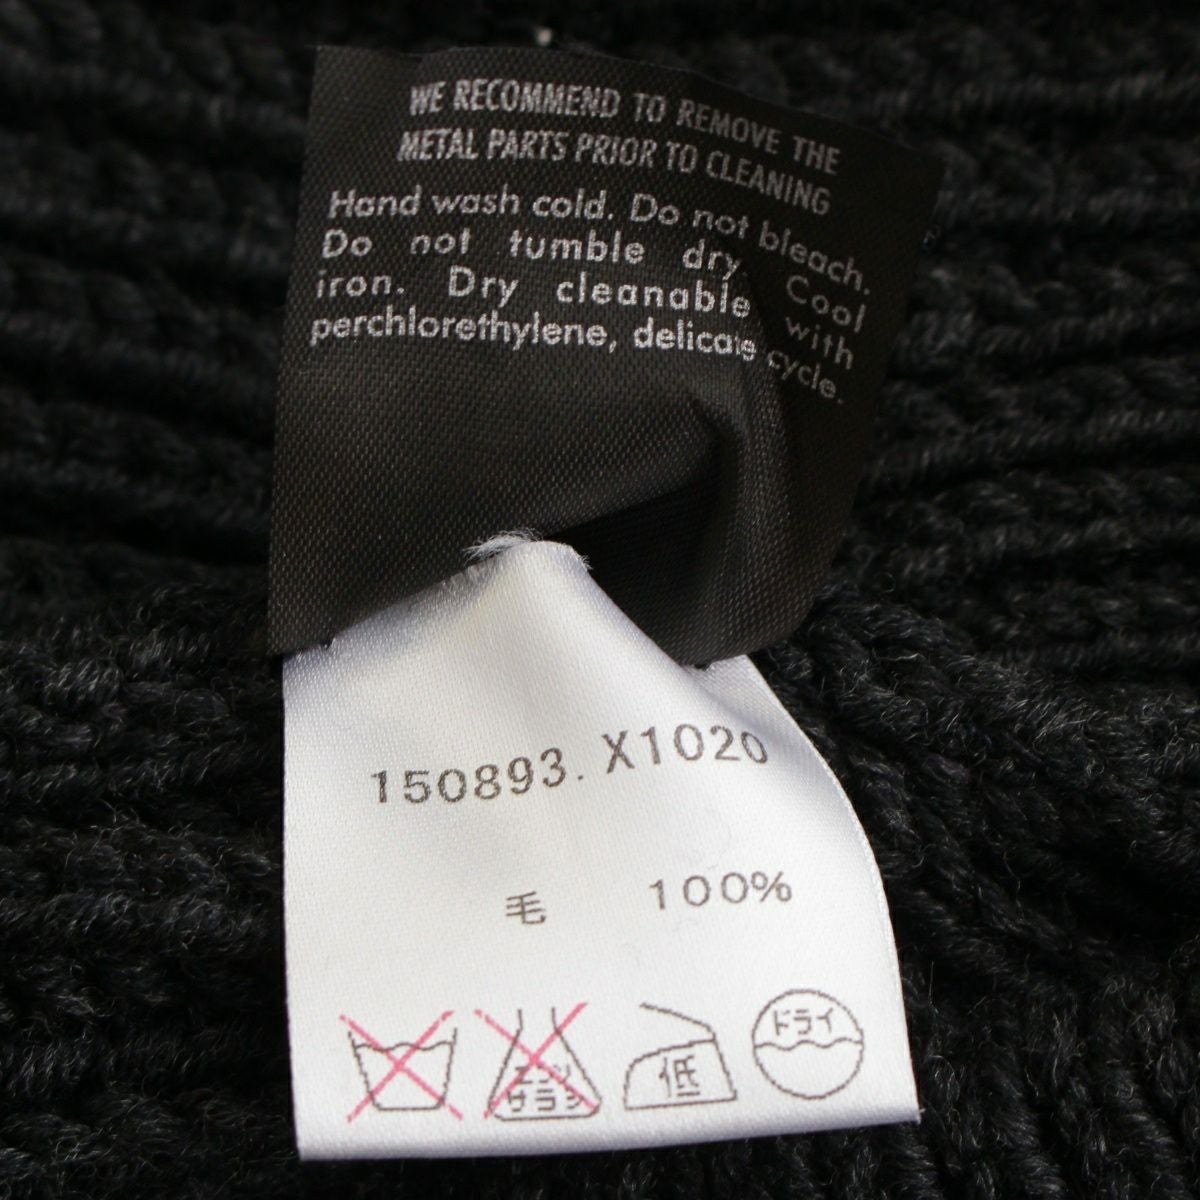 WE RECOMMEND TO REMOVE THE
METAL PARTS PRIOR TO CLEANING
Hand wash cold. Do not bleach.
Do not tumble dry. Cool
iron. Dry cleanable with
perchlorethylene, delicate cycle.
150893. X1020
毛 100%
エンソ
サラシ
低
ドライ